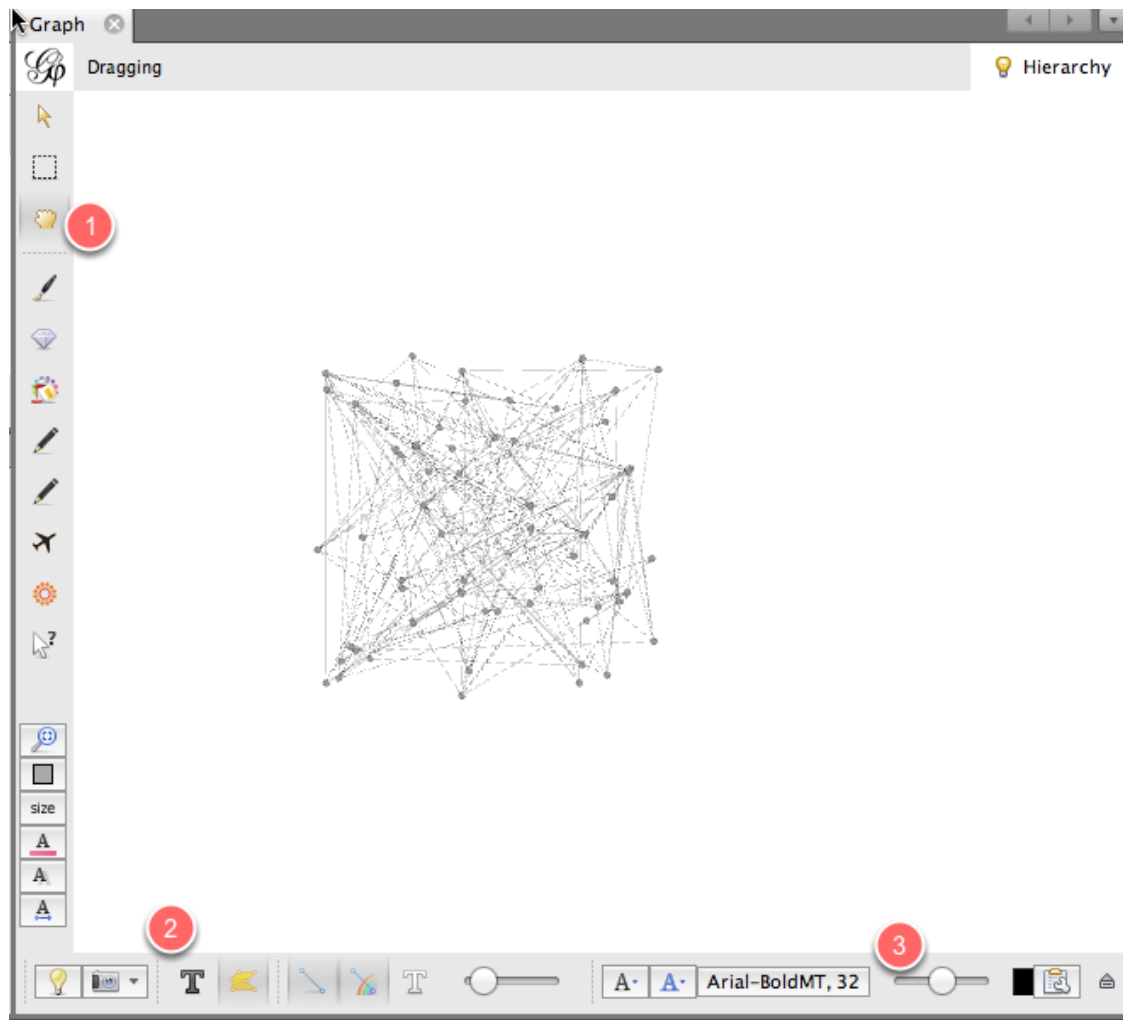 Graph
Dragging
Hierarchy
1
?
size
A
A
A
2
3
T
T
A
A
Arial-BoldMT, 32